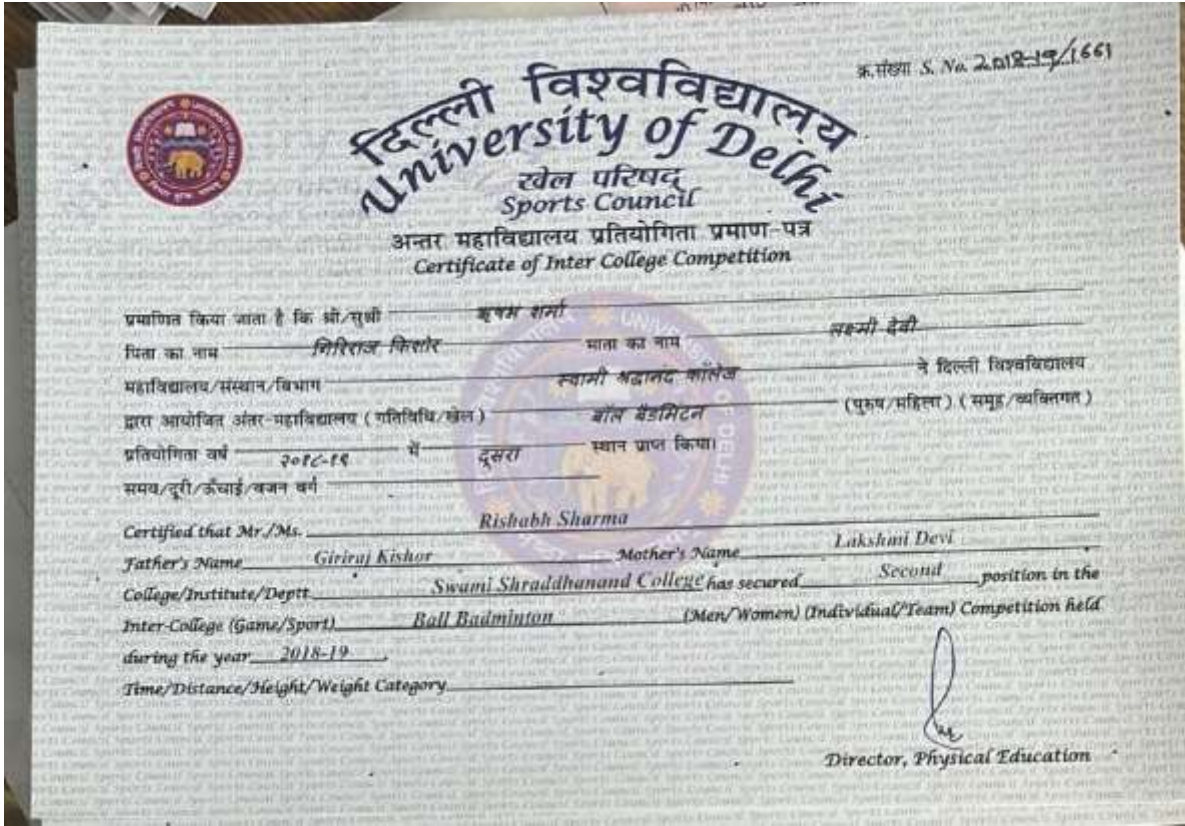 क्र.संख्या S. No. 2018-19/1661
दिल्ली विश्वविद्यालय
University of Delhi
खेल परिषद्
Sports Council
अन्तर महाविद्यालय प्रतियोगिता प्रमाण-पत्र
Certificate of Inter College Competition
प्रमाणित किया जाता है कि श्री/सुश्री ऋषभ शर्मा
पिता का नाम गिरिराज किशोर माता का नाम लक्ष्मी देवी
महाविद्यालय/संस्थान/विभाग स्वामी श्रद्धानंद कॉलेज ने दिल्ली विश्वविद्यालय
द्वारा आयोजित अंतर-महाविद्यालय (गतिविधि/खेल) बॉल बैडमिंटन (पुरुष/महिला) (समूह/व्यक्तिगत)
प्रतियोगिता वर्ष २०१८-१९ में दूसरा स्थान प्राप्त किया।
समय/दूरी/ऊँचाई/वजन वर्ग
Certified that Mr./Ms. Rishabh Sharma
Father's Name Giriraj Kishor Mother's Name Lakshmi Devi
College/Institute/Deptt. Swami Shraddhanand College has secured Second position in the
Inter-College (Game/Sport) Ball Badminton (Men/Women) (Individual/Team) Competition held
during the year 2018-19.
Time/Distance/Height/Weight Category
Director, Physical Education